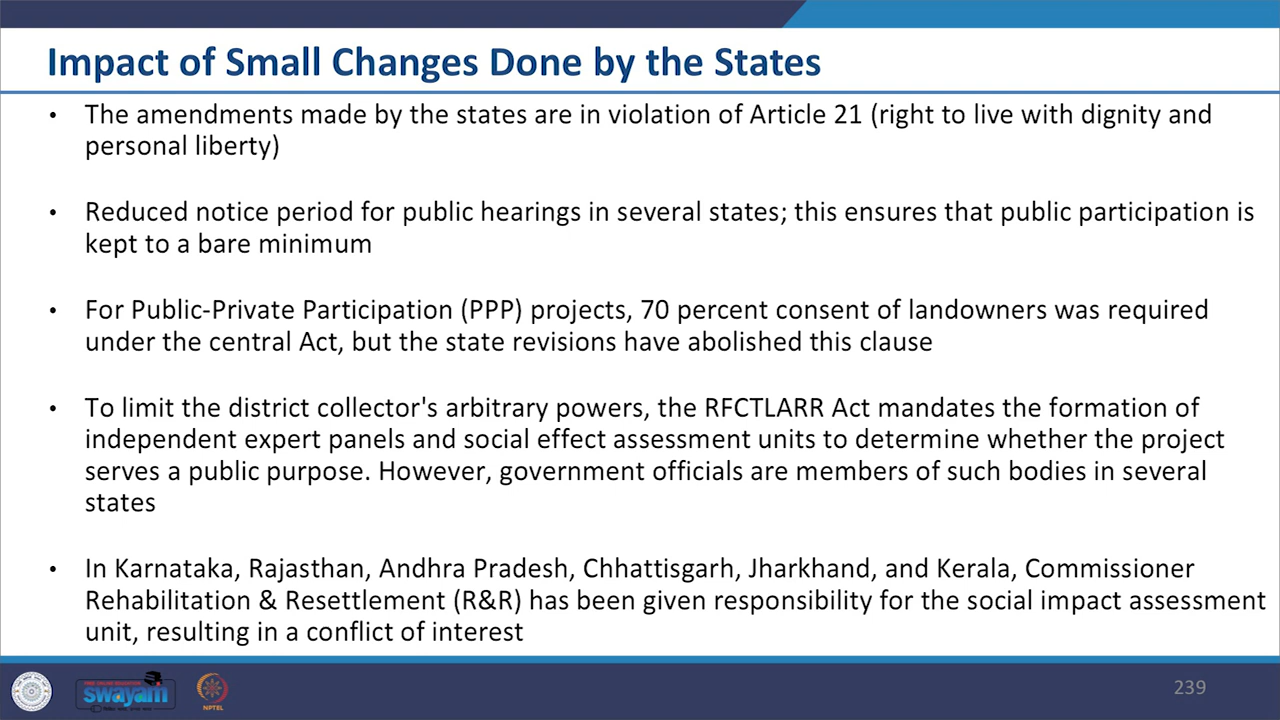 Impact of Small Changes Done by the States
• The amendments made by the states are in violation of Article 21 (right to live with dignity and
personal liberty)
• Reduced notice period for public hearings in several states; this ensures that public participation is
kept to a bare minimum
• For Public-Private Participation (PPP) projects, 70 percent consent of landowners was required
under the central Act, but the state revisions have abolished this clause
• To limit the district collector's arbitrary powers, the RFCTLARR Act mandates the formation of
independent expert panels and social effect assessment units to determine whether the project
serves a public purpose. However, government officials are members of such bodies in several
states
• In Karnataka, Rajasthan, Andhra Pradesh, Chhattisgarh, Jharkhand, and Kerala, Commissioner
Rehabilitation & Resettlement (R&R) has been given responsibility for the social impact assessment
unit, resulting in a conflict of interest
swayam
NPTEL
239